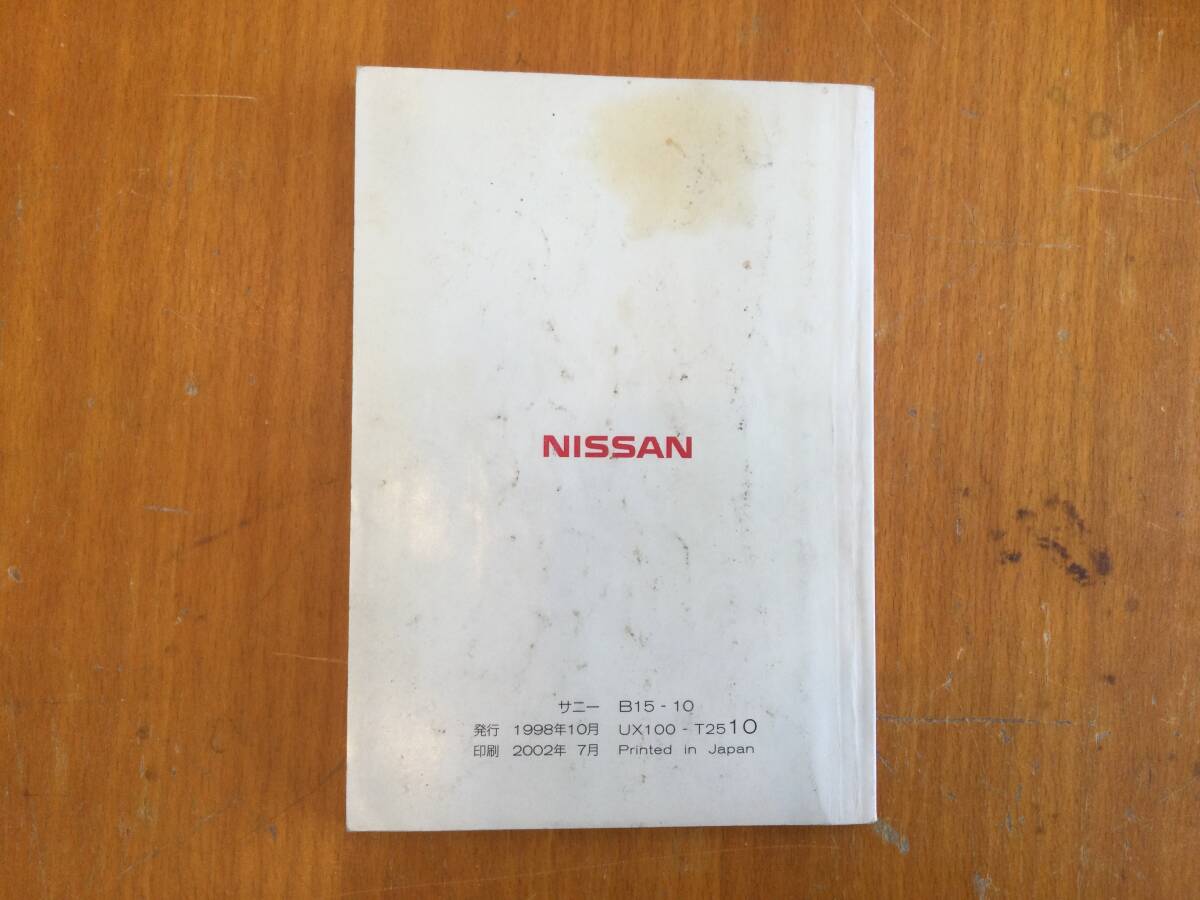 NISSAN
サニー B15-10
発行 1998年10月 UX100-T2510
印刷 2002年 7月 Printed in Japan